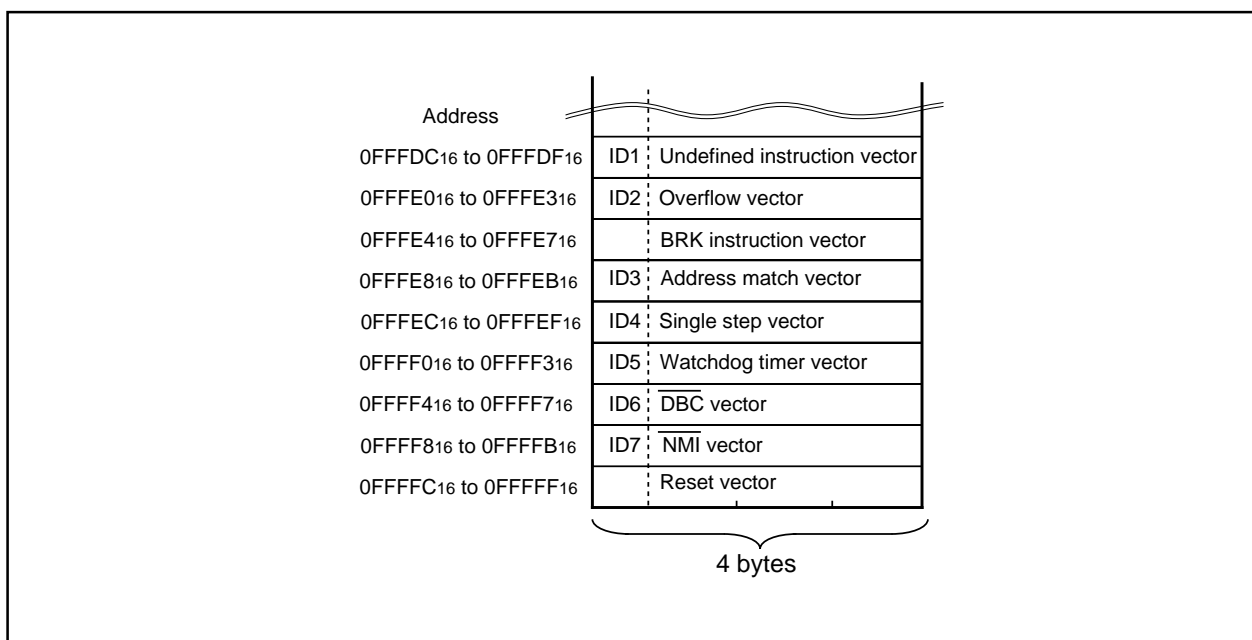 Address
0FFFDC16 to 0FFFDF16 ID1 Undefined instruction vector
0FFFE016 to 0FFFE316 ID2 Overflow vector
0FFFE416 to 0FFFE716 BRK instruction vector
0FFFE816 to 0FFFEB16 ID3 Address match vector
0FFFEC16 to 0FFFEF16 ID4 Single step vector
0FFFF016 to 0FFFF316 ID5 Watchdog timer vector
0FFFF416 to 0FFFF716 ID6 DBC vector
0FFFF816 to 0FFFFB16 ID7 NMI vector
0FFFFC16 to 0FFFFF16 Reset vector
4 bytes